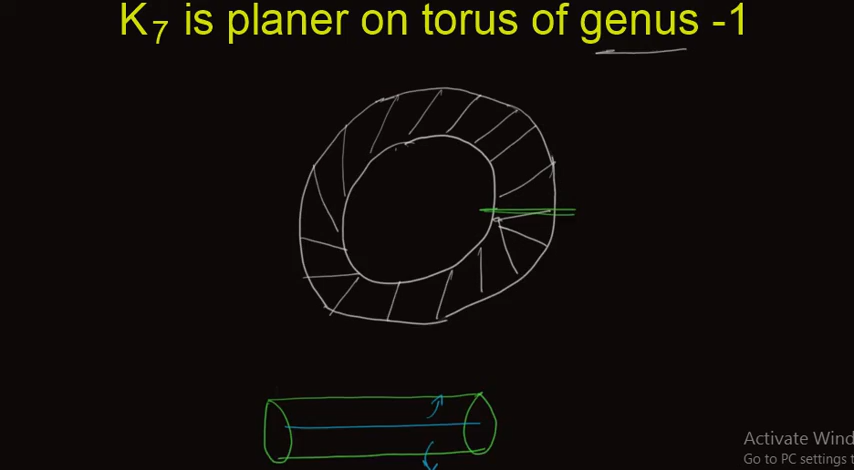 K₇ is planer on torus of genus -1
Activate Wind
Go to PC settings t